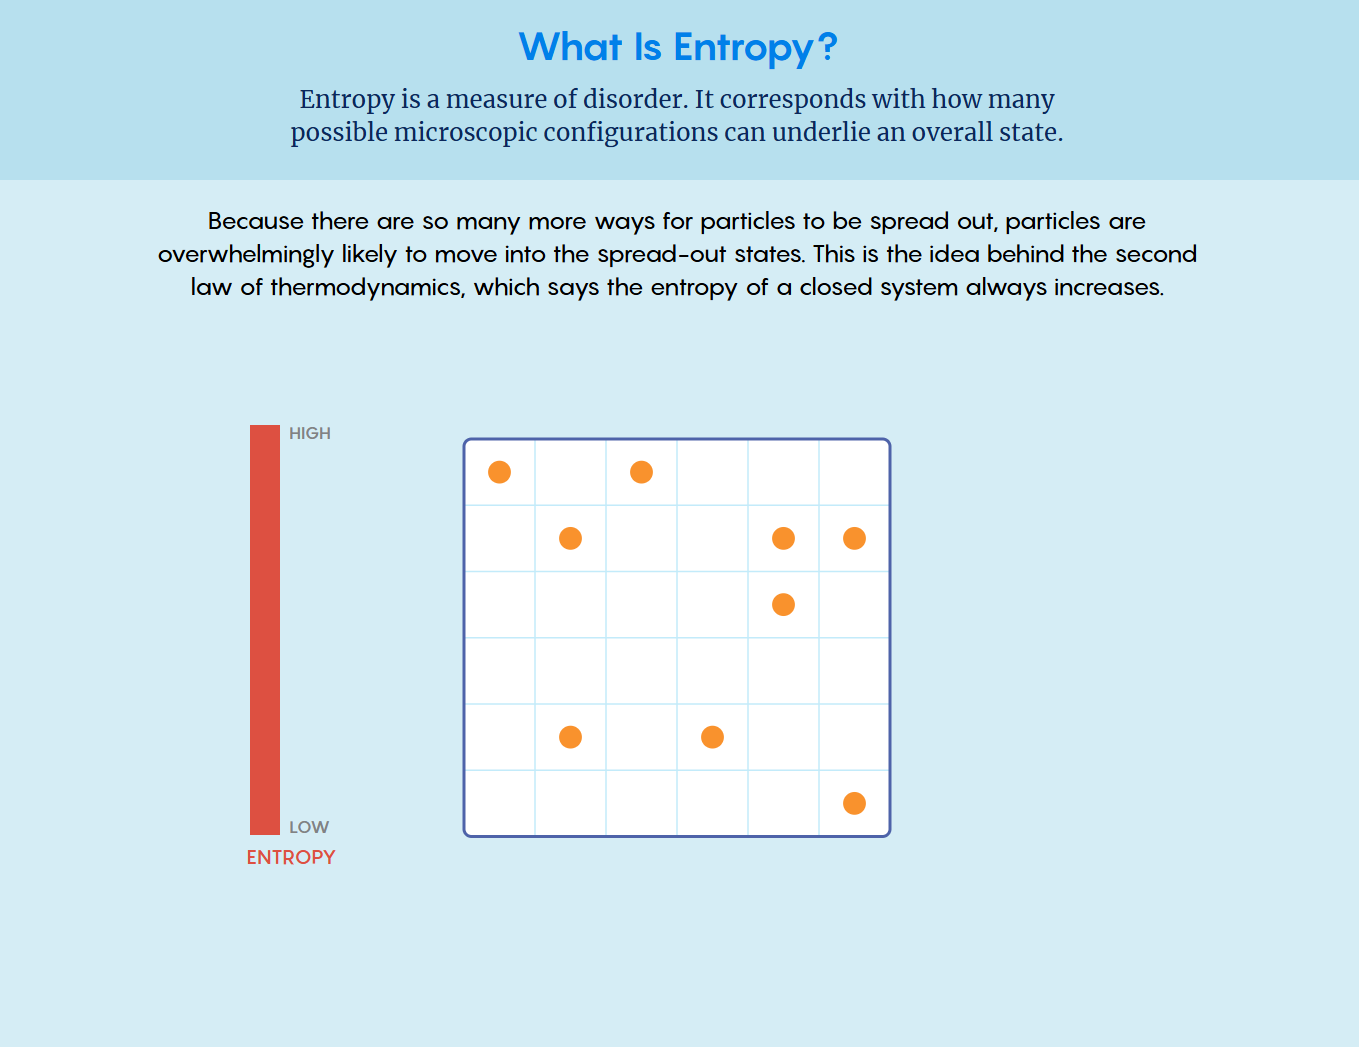 What Is Entropy?
Entropy is a measure of disorder. It corresponds with how many
possible microscopic configurations can underlie an overall state.
Because there are so many more ways for particles to be spread out, particles are
overwhelmingly likely to move into the spread-out states. This is the idea behind the second
law of thermodynamics, which says the entropy of a closed system always increases.
HIGH
LOW
ENTROPY